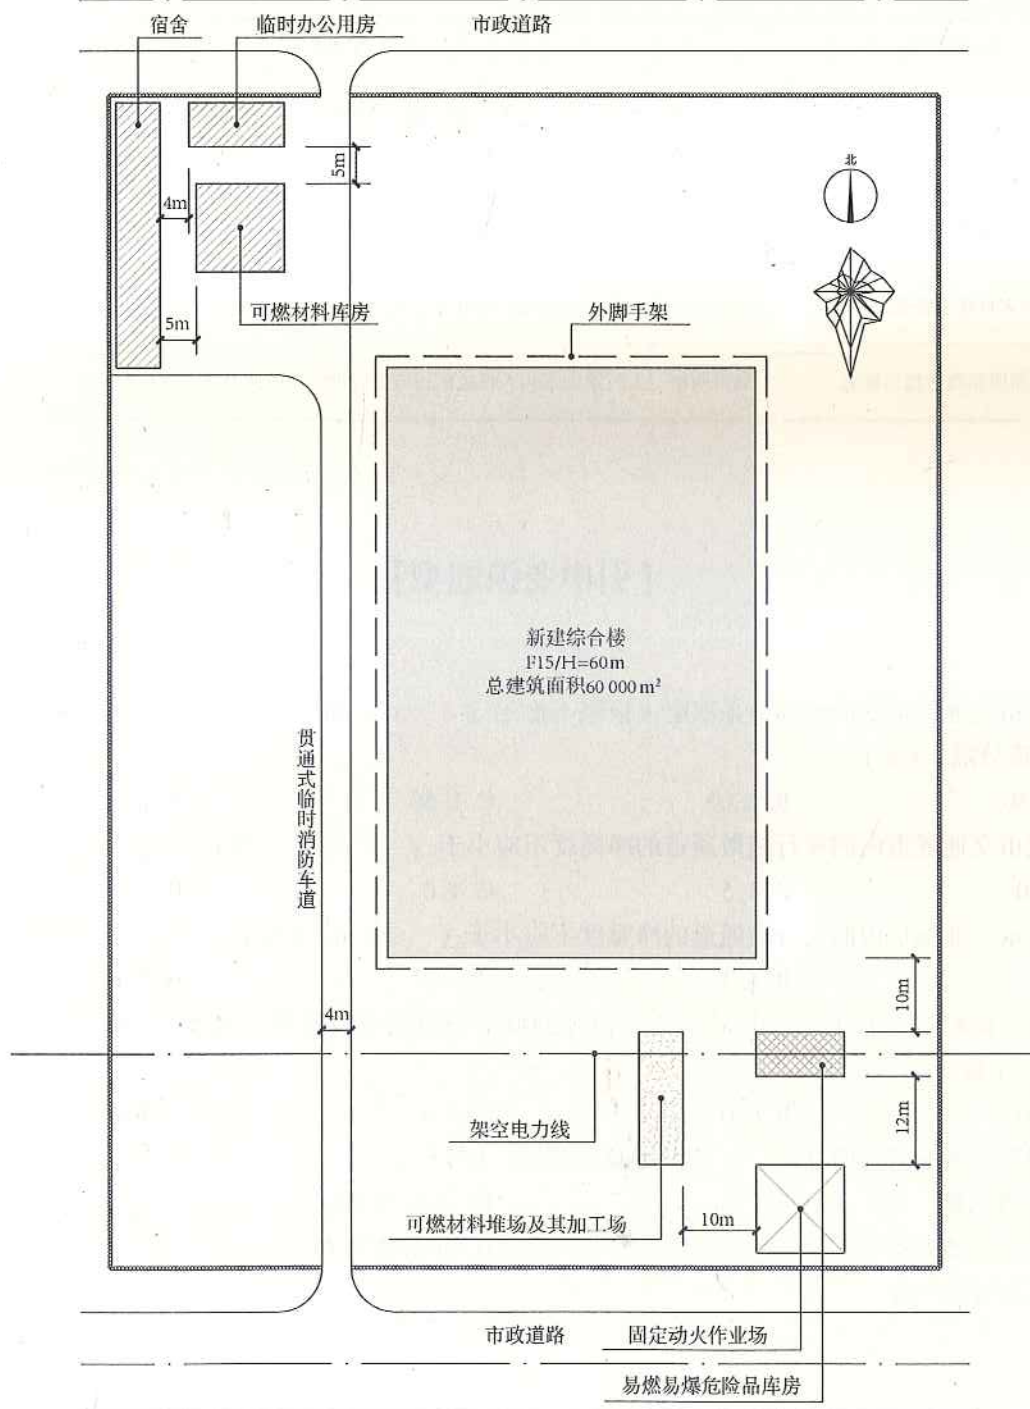 宿舍
临时办公用房
市政道路
5m
4m
北
可燃材料库房
5m
外脚手架
新建综合楼
F15/H=60m
总建筑面积60 000m²
贯通式临时消防车道
4m
10m
架空电力线
12m
可燃材料堆场及其加工场
10m
市政道路
固定动火作业场
易燃易爆危险品库房